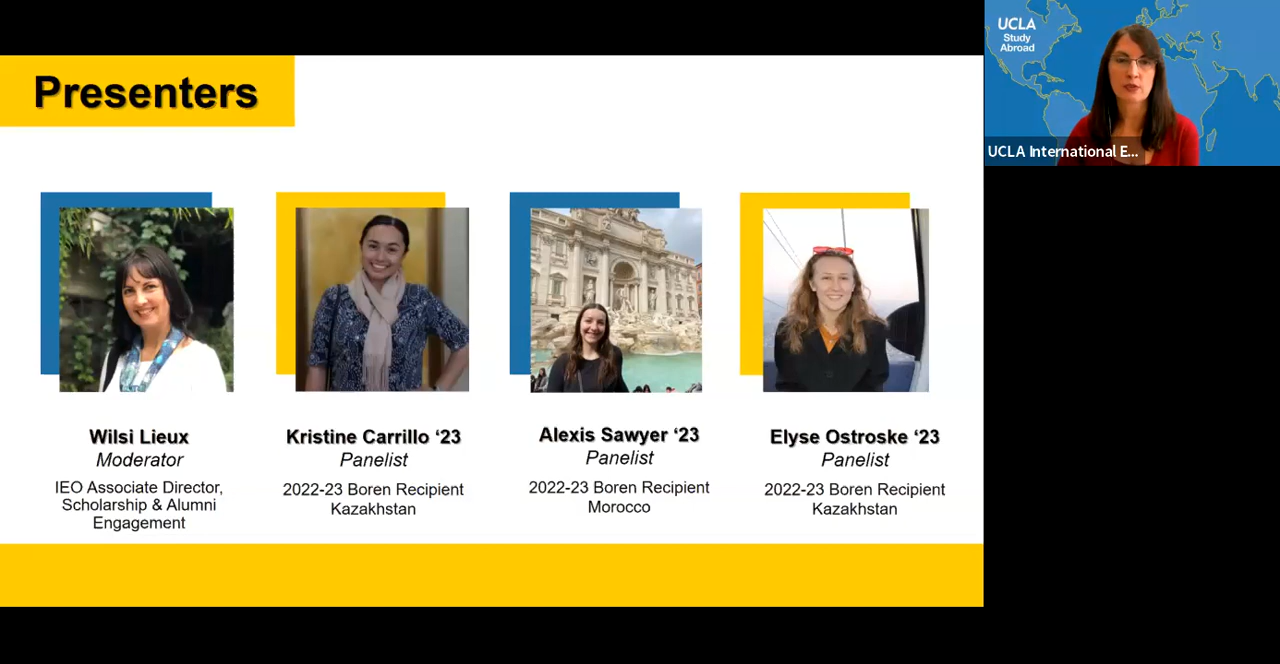 Presenters
Wilsi Lieux
Moderator
IEO Associate Director,
Scholarship & Alumni
Engagement
Kristine Carrillo ‘23
Panelist
2022-23 Boren Recipient
Kazakhstan
Alexis Sawyer ‘23
Panelist
2022-23 Boren Recipient
Morocco
Elyse Ostroske ‘23
Panelist
2022-23 Boren Recipient
Kazakhstan
UCLA
Study
Abroad
UCLA International E...